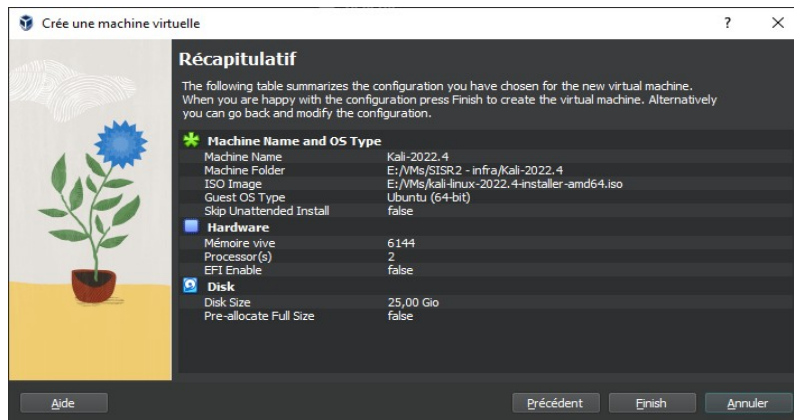 Crée une machine virtuelle
?
Récapitulatif
The following table summarizes the configuration you have chosen for the new virtual machine.
When you are happy with the configuration press Finish to create the virtual machine. Alternatively
you can go back and modify the configuration.
Machine Name and OS Type
Machine Name Kali-2022.4
Machine Folder E:/VMs/SISR2 - infra/Kali-2022.4
ISO Image E:/VMs/kali-linux-2022.4-installer-amd64.iso
Guest OS Type Ubuntu (64-bit)
Skip Unattended Install false
Hardware
Mémoire vive 6144
Processor(s) 2
EFI Enable false
Disk
Disk Size 25,00 Gio
Pre-allocate Full Size false
Aide Précédent Finish Annuler